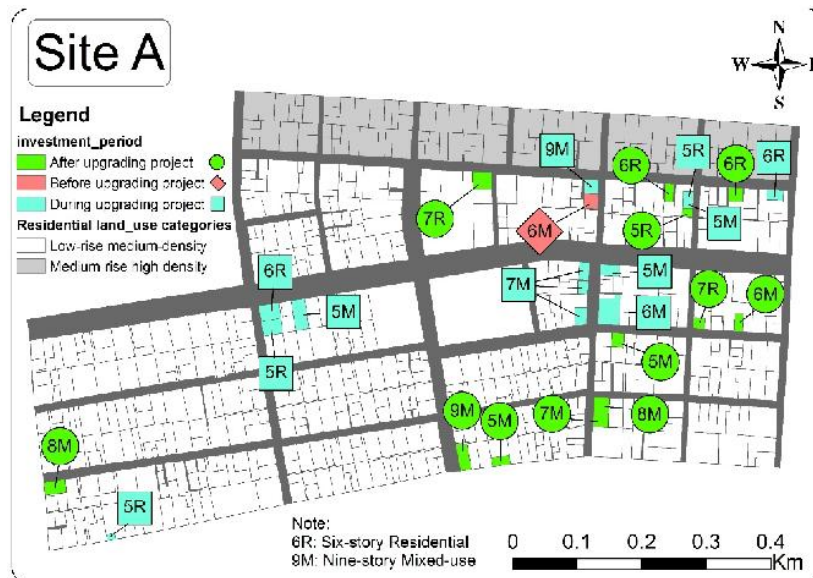 Site A
N
W
S
Legend
investment_period
After upgrading project
Before upgrading project
During upgrading project
Residential land_use categories
Low-rise medium-density
Medium rise high density
9M
5R
6R
6R
6R
7R
6M
5R
5M
6R
5M
7M
5M
7R
6M
6M
5R
5M
8M
9M
5M
7M
8M
5R
Note:
6R: Six-story Residential
9M: Nine-story Mixed-use
0 0.1 0.2 0.3 0.4
Km